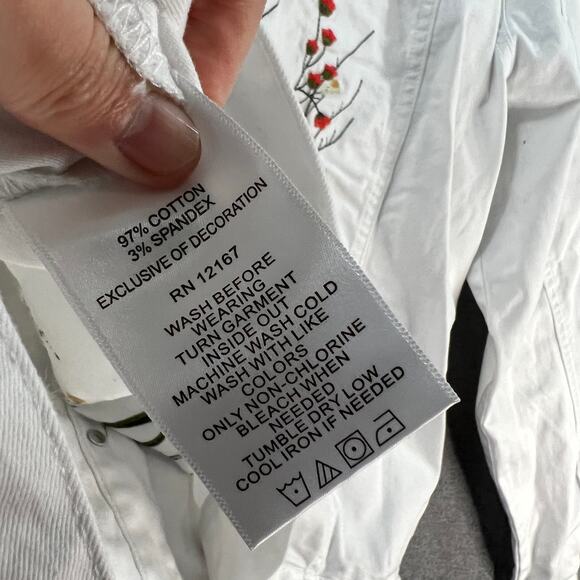 97% COTTON
3% SPANDEX
EXCLUSIVE OF DECORATION
RN 12167
WASH BEFORE
WEARING
TURN GARMENT
INSIDE OUT
MACHINE WASH COLD
WASH WITH LIKE
COLORS
ONLY NON-CHLORINE
BLEACH WHEN
NEEDED
TUMBLE DRY LOW
COOL IRON IF NEEDED